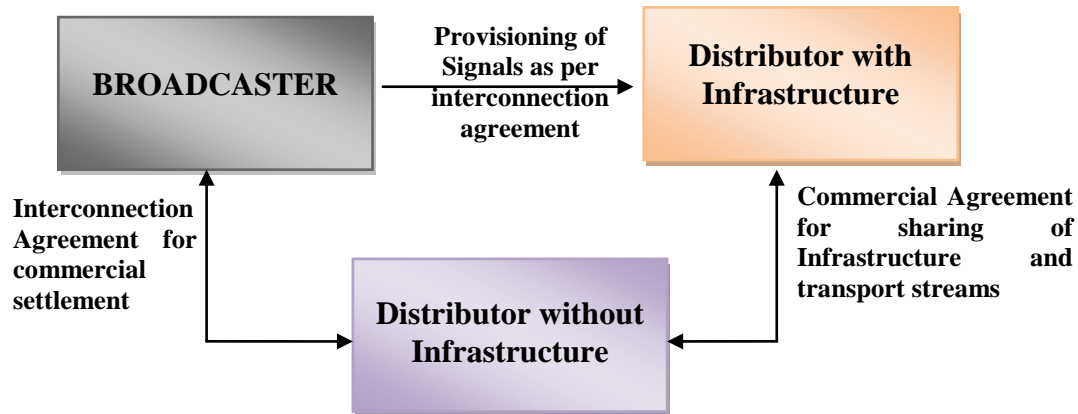 Provisioning of
Signals as per
interconnection
agreement
BROADCASTER
Distributor with
Infrastructure
Interconnection
Agreement for
commercial
settlement
Commercial Agreement
for sharing of
Infrastructure and
transport streams
Distributor without
Infrastructure